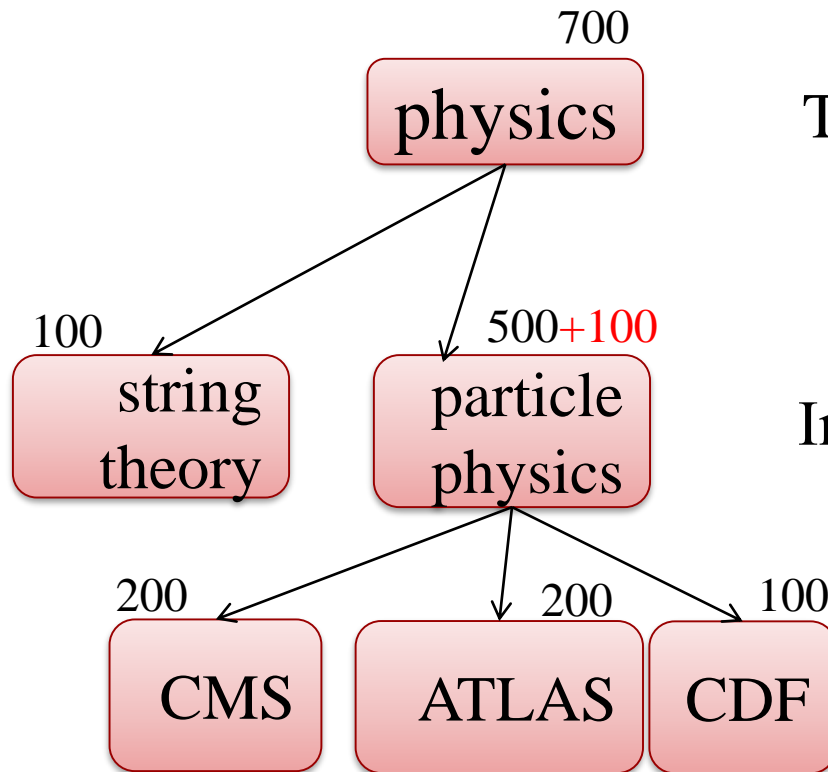 700
physics
100
500+100
string
theory
particle
physics
200
200
100
CMS
ATLAS
CDF